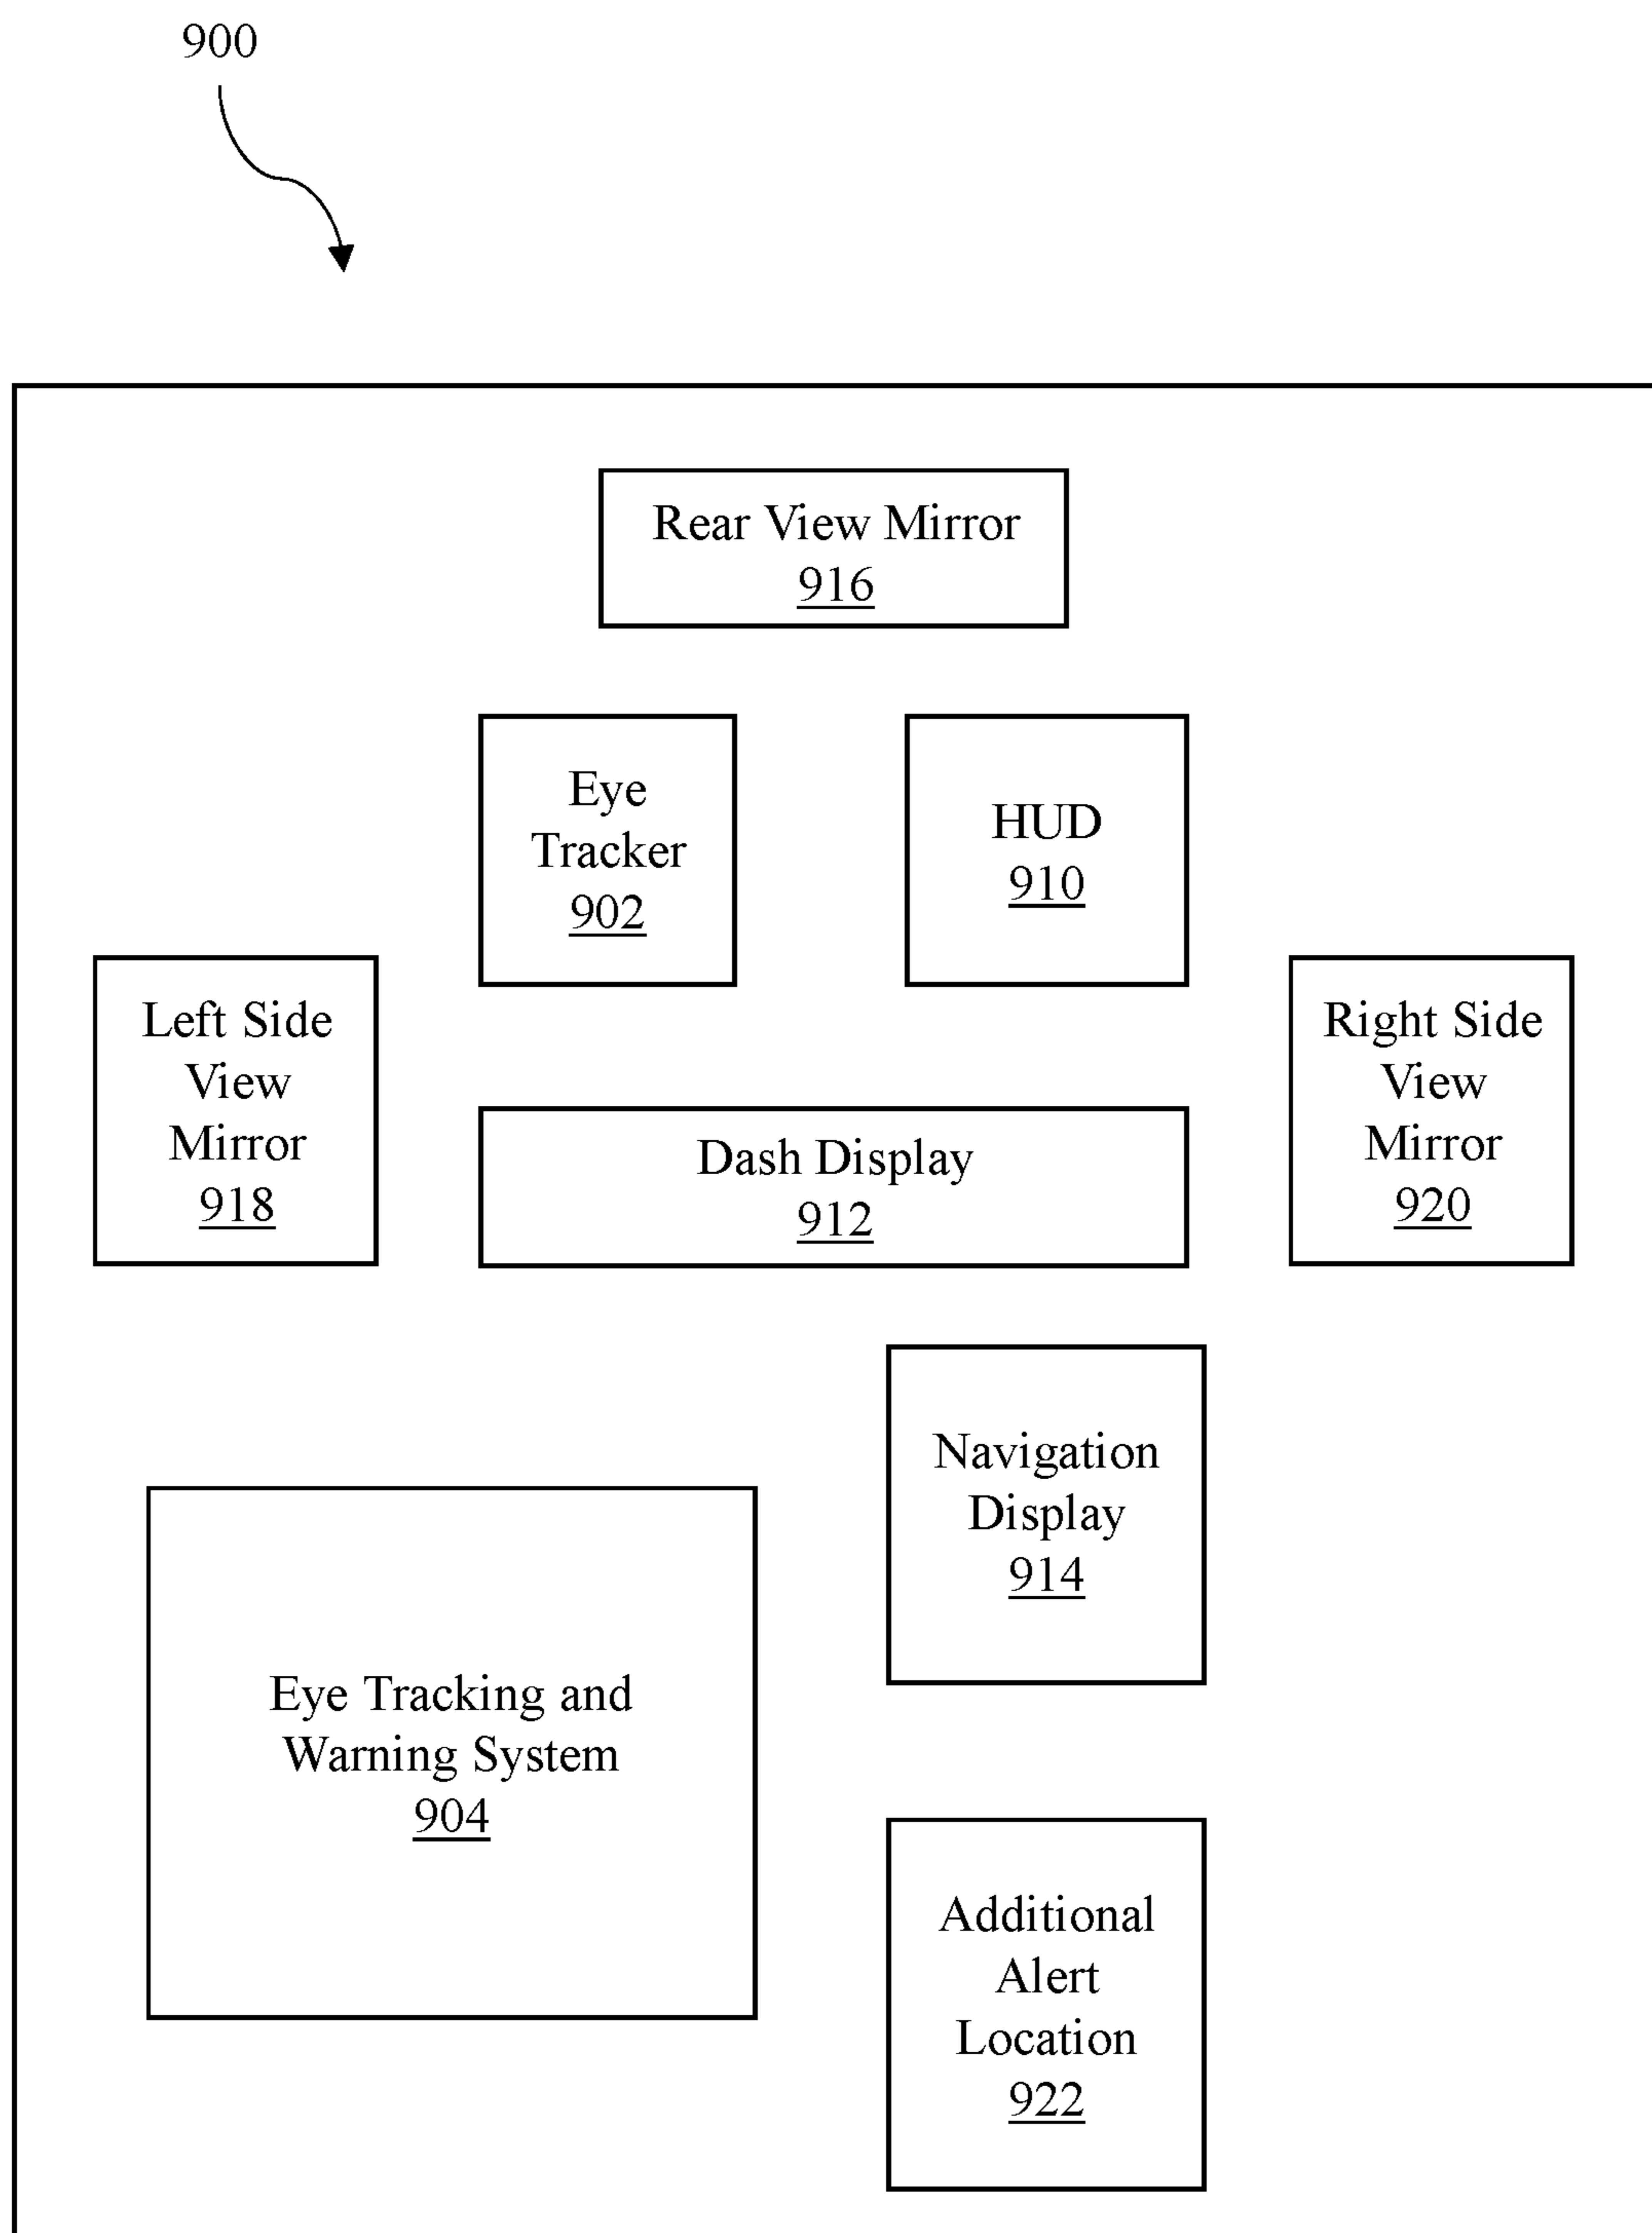 900
Rear View Mirror
916
Eye
Tracker
902
HUD
910
Left Side
View
Mirror
918
Dash Display
912
Right Side
View
Mirror
920
Navigation
Display
914
Eye Tracking and
Warning System
904
Additional
Alert
Location
922